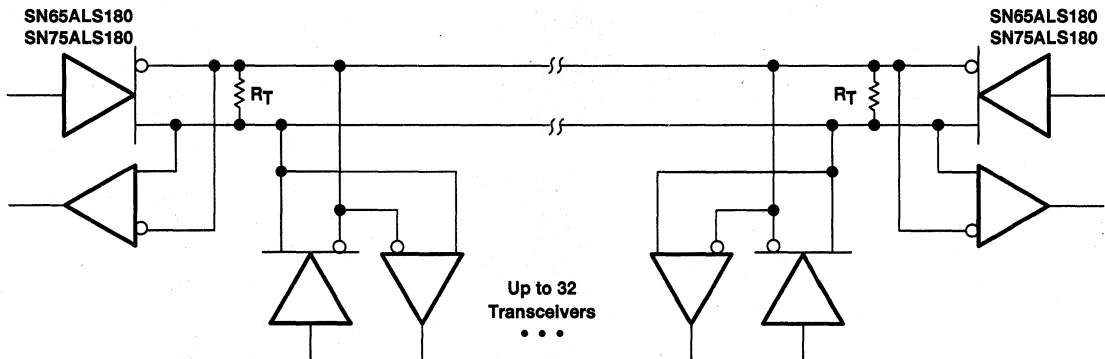 SN65ALS180
SN75ALS180
SN65ALS180
SN75ALS180
RT
RT
Up to 32
Transceivers
• • •